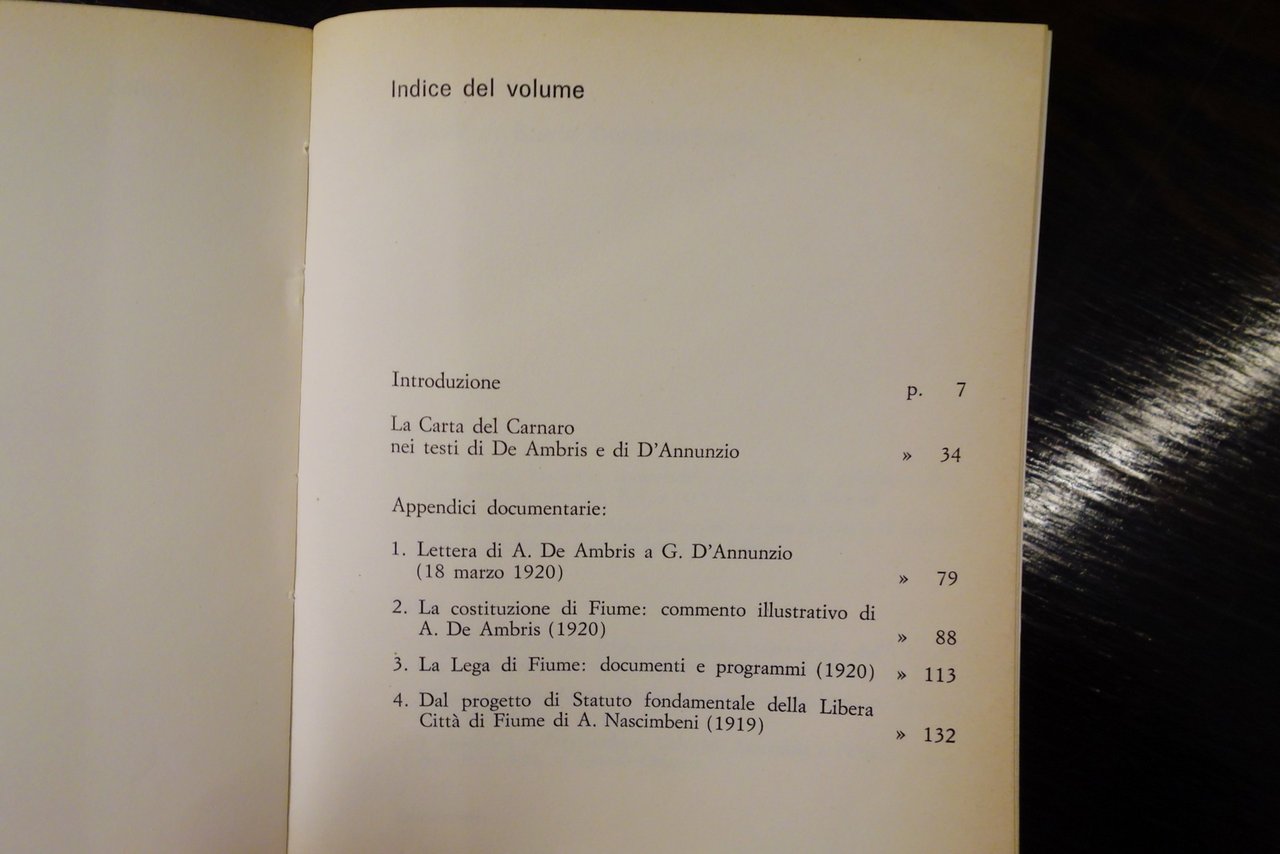 Indice del volume
Introduzione p. 7
La Carta del Carnaro
nei testi di De Ambris e di D'Annunzio » 34
Appendici documentarie:
1. Lettera di A. De Ambris a G. D'Annunzio
(18 marzo 1920) » 79
2. La costituzione di Fiume: commento illustrativo di
A. De Ambris (1920) » 88
3. La Lega di Fiume: documenti e programmi (1920) » 113
4. Dal progetto di Statuto fondamentale della Libera
Città di Fiume di A. Nascimbeni (1919) » 132